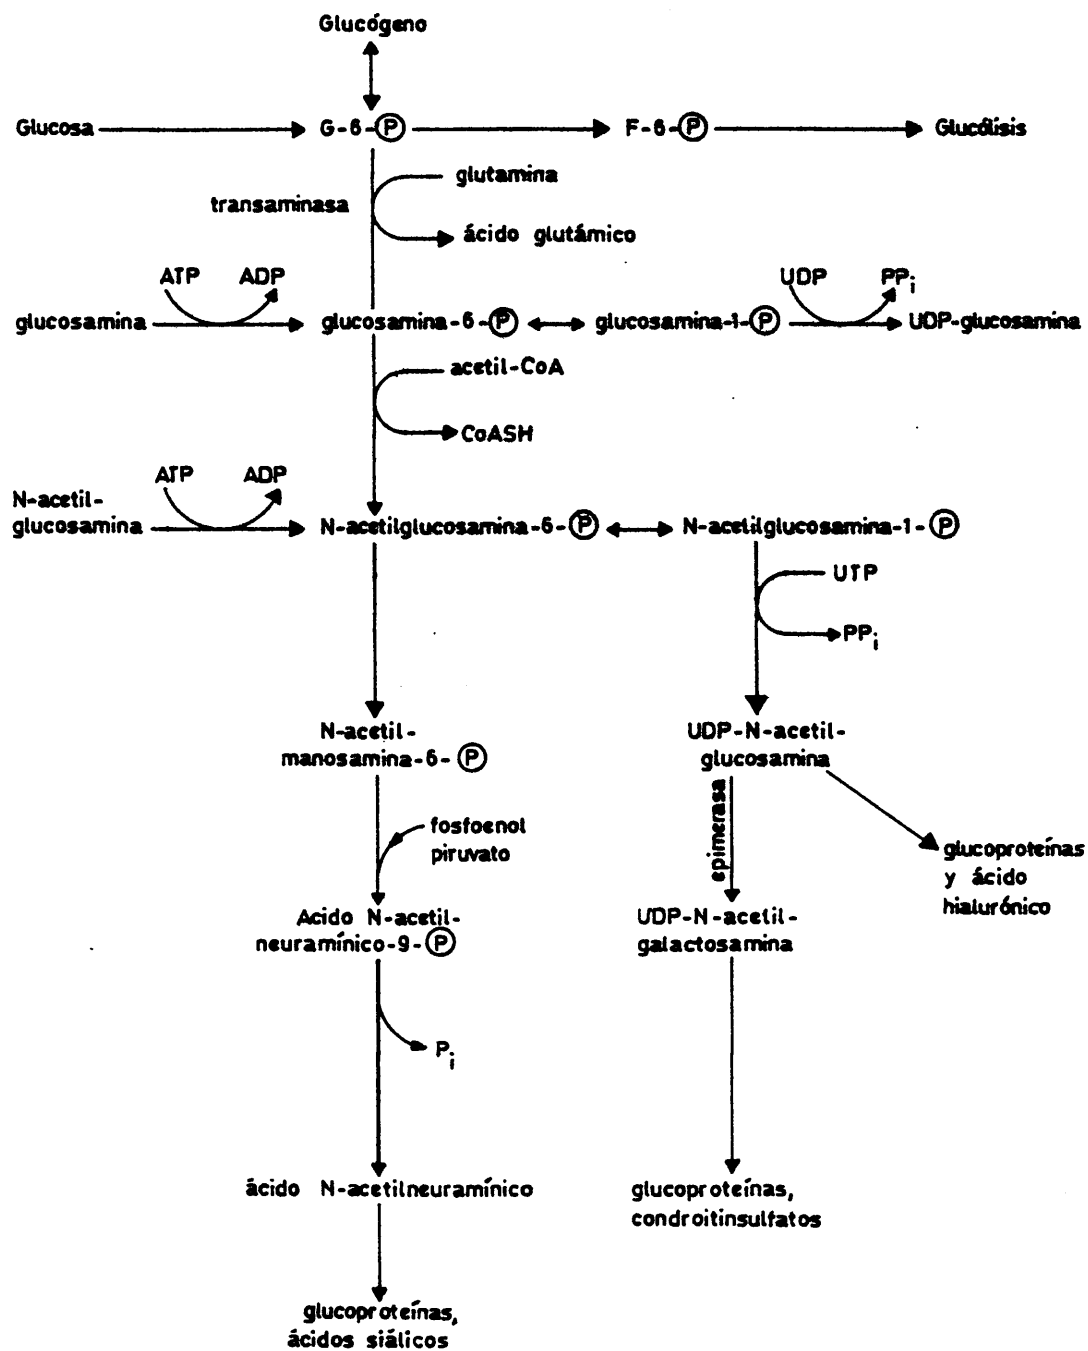 Glucógeno
Glucosa G-6-P F-6-P Glucólisis
glutamina
transaminasa
ácido glutámico
ATP ADP UDP PPi
glucosamina glucosamina-6-P glucosamina-1-P UDP-glucosamina
acetil-CoA
CoASH
ATP ADP
N-acetil-
glucosamina N-acetilglucosamina-6-P N-acetilglucosamina-1-P
UTP
PPi
N-acetil-
manosamina-6-P
UDP-N-acetil-
glucosamina
fosfoenol
piruvato
epimerasa
glucoproteínas
y ácido
hialurónico
Acido N-acetil-
neuramínico-9-P
UDP-N-acetil-
galactosamina
Pi
ácido N-acetilneuramínico
glucoproteínas,
condroitinsulfatos
glucoproteínas,
ácidos siálicos